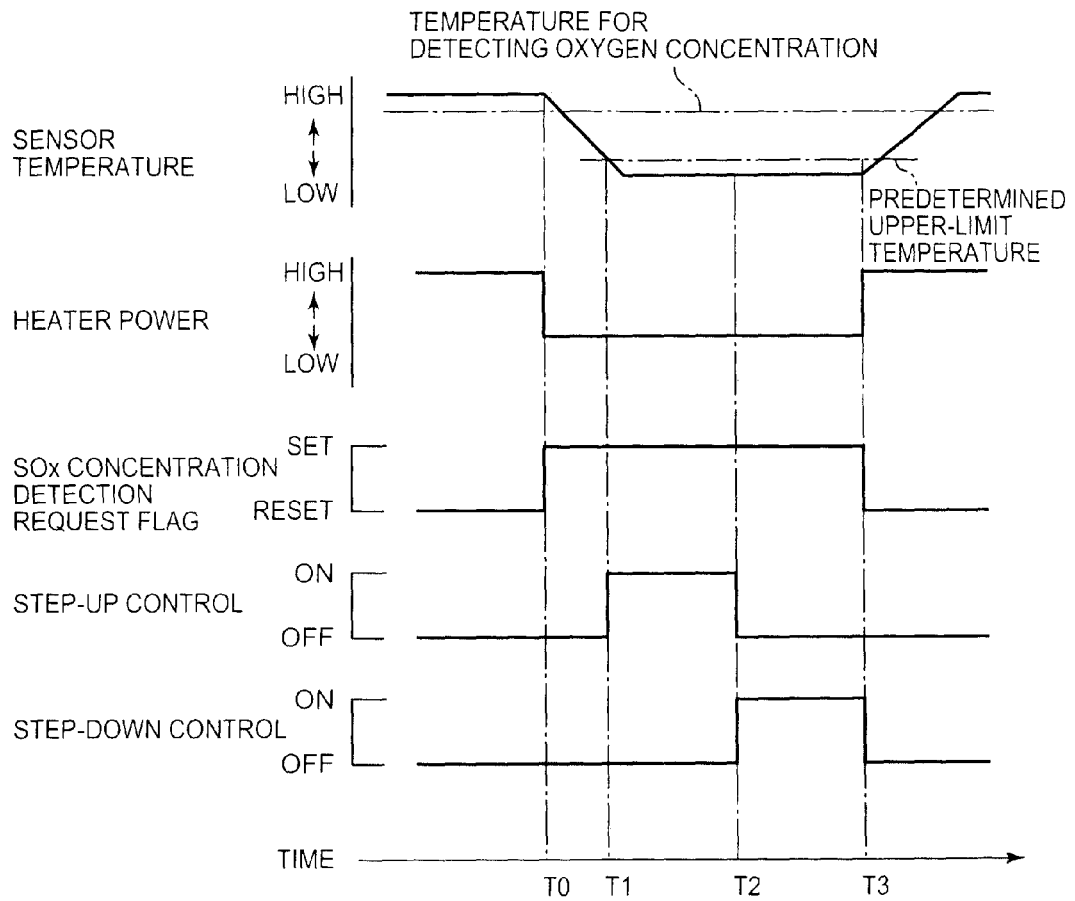 TEMPERATURE FOR
DETECTING OXYGEN CONCENTRATION
HIGH
SENSOR
TEMPERATURE
LOW
PREDETERMINED
UPPER-LIMIT
TEMPERATURE
HIGH
HEATER POWER
LOW
SET
SOx CONCENTRATION
DETECTION
REQUEST FLAG
RESET
ON
STEP-UP CONTROL
OFF
ON
STEP-DOWN CONTROL
OFF
TIME
T0 T1 T2 T3